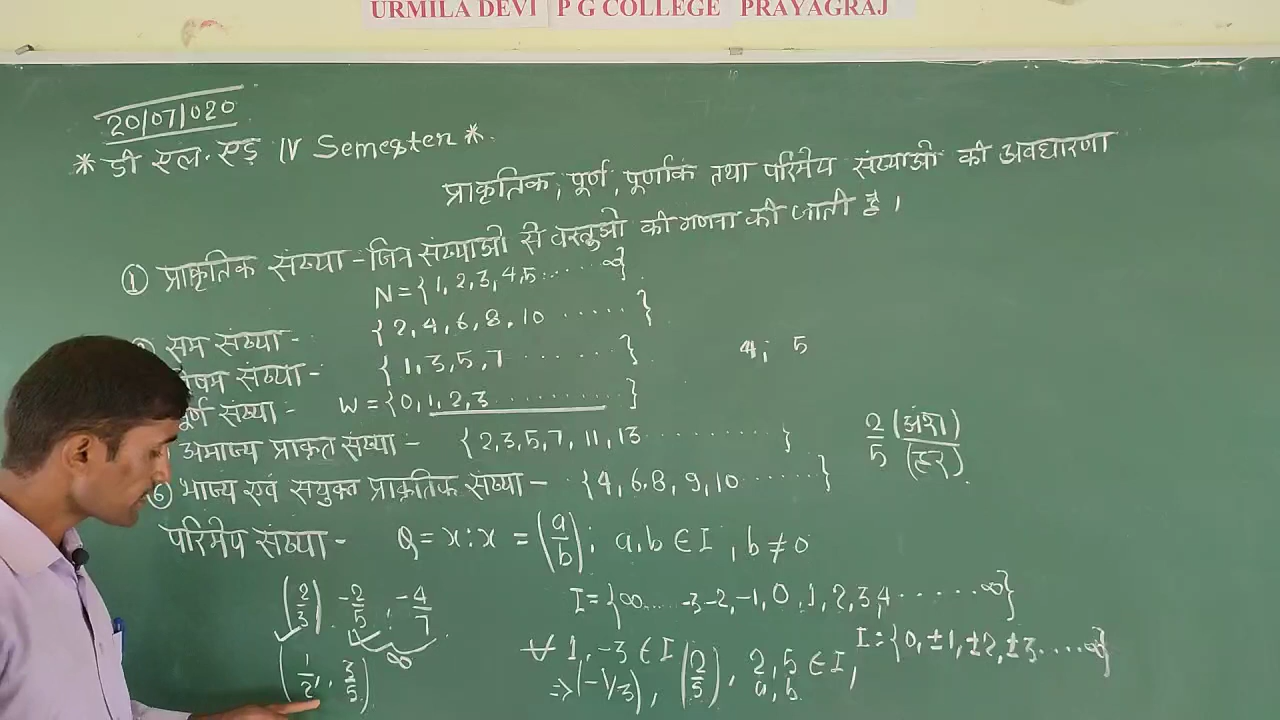 URMILA DEVI P G COLLEGE PRAYAGRAJ
20/07/020
* डी एल. एड़ IV Semester *.
प्राकृतिक, पूर्ण, पूर्णांक तथा परिमेय संख्याओ की अवधारणा
① प्राकृतिक संख्या - जिन संख्याओ से वस्तुओ की गणना की जाती है ।
N = {1, 2, 3, 4, 5 ...... ∞}
सम संख्या - {2, 4, 6, 8, 10 ...... }
षम संख्या - {1, 3, 5, 7 ........ }
4, 5
र्ण संख्या - W = {0, 1, 2, 3 .......... }
अभाज्य प्राकृत संख्या - {2, 3, 5, 7, 11, 13 ......... }
2/5 (अंश)/(हर)
⑥ भाज्य एवं संयुक्त प्राकृतिक संख्या - {4, 6, 8, 9, 10 ...... }
परिमेय संख्या - Q = x : x = (a/b); a, b ∈ I, b ≠ 0
(2/3), -2/5, -4/7
I = {∞ ..... -3 -2, -1, 0, 1, 2, 3, 4 ....... ∞}
∞
∀ 1, -3 ∈ I
I = {0, ±1, ±2, ±3 ..... ∞}
(1/2, 3/5)
⇒ (-1/3), (2/5), 2, 5 ∈ I,
a, b